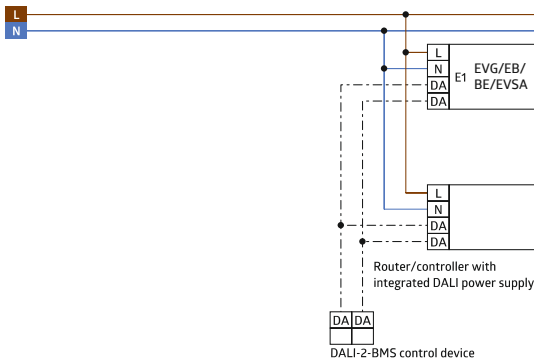 L
N
L
N
DA
DA
E1
EVG/EB/
BE/EVSA
L
N
DA
DA
Router/controller with
integrated DALI power supply
DA DA
DALI-2-BMS control device